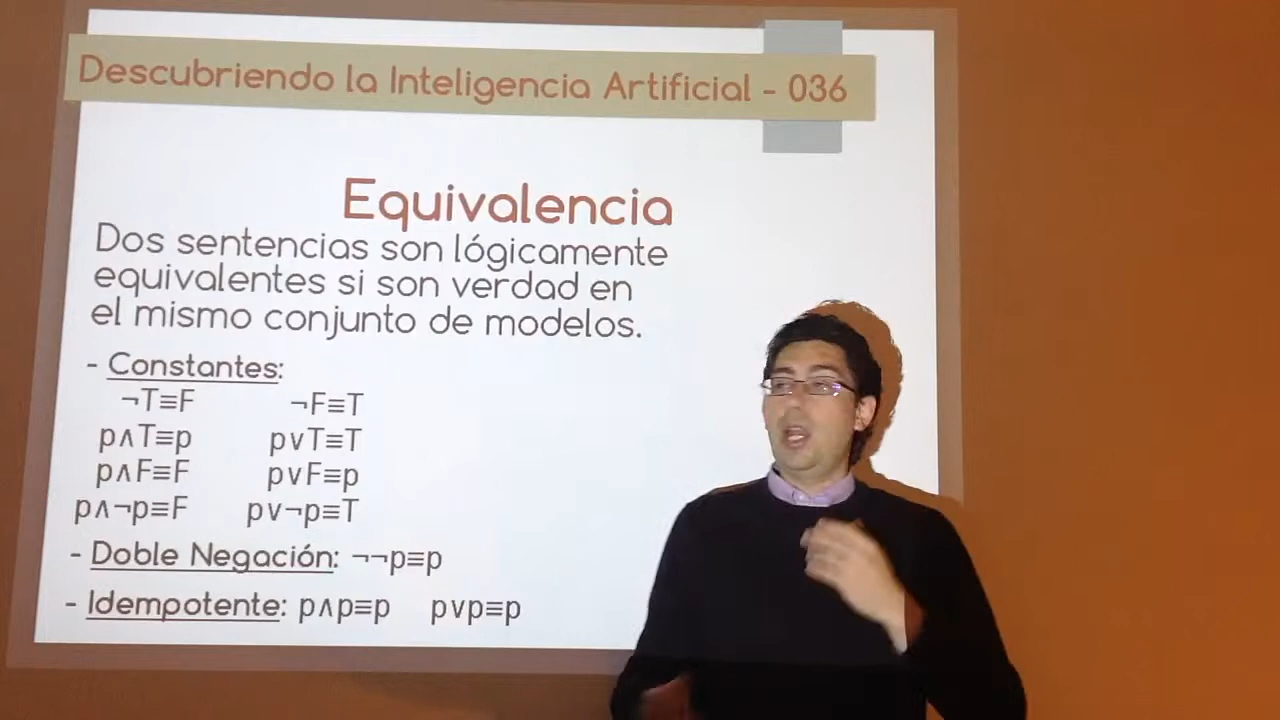 Descubriendo la Inteligencia Artificial - 036
Equivalencia
Dos sentencias son lógicamente
equivalentes si son verdad en
el mismo conjunto de modelos.
- Constantes:
¬T≡F ¬F≡T
p∧T≡p p∨T≡T
p∧F≡F p∨F≡p
p∧¬p≡F p∨¬p≡T
- Doble Negación: ¬¬p≡p
- Idempotente: p∧p≡p p∨p≡p